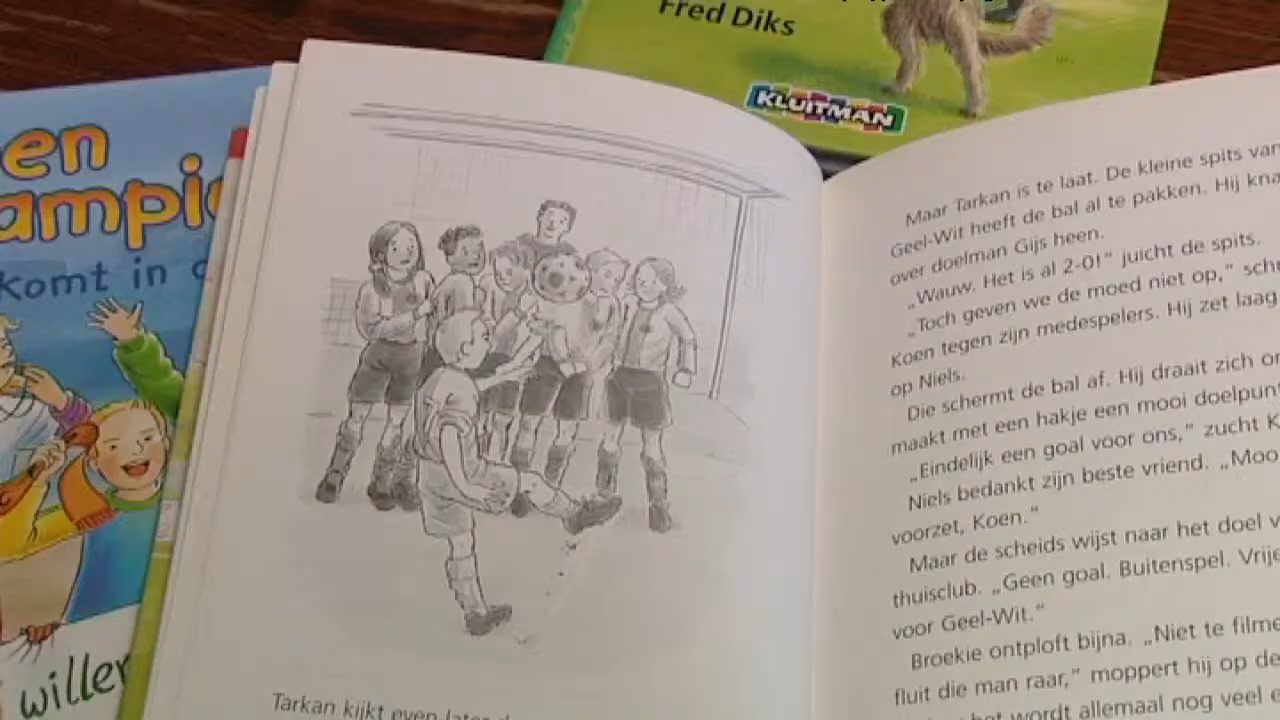 Fred Diks
KLUITMAN
en
ampi
komt in
willem
Tarkan kijkt even later
Maar Tarkan is te laat. De kleine spits van
Geel-Wit heeft de bal al te pakken. Hij kna
over doelman Gijs heen.
„Wauw. Het is al 2-0!” juicht de spits.
„Toch geven we de moed niet op,” sch
Koen tegen zijn medespelers. Hij zet laag
op Niels.
Die schermt de bal af. Hij draait zich o
maakt met een hakje een mooi doelpun
„Eindelijk een goal voor ons,” zucht K
Niels bedankt zijn beste vriend. „Moo
voorzet, Koen.”
Maar de scheids wijst naar het doel v
thuisclub. „Geen goal. Buitenspel. Vrije
voor Geel-Wit.”
Broekie ontploft bijna. „Niet te filme
fluit die man raar,” moppert hij op de
het wordt allemaal nog veel e